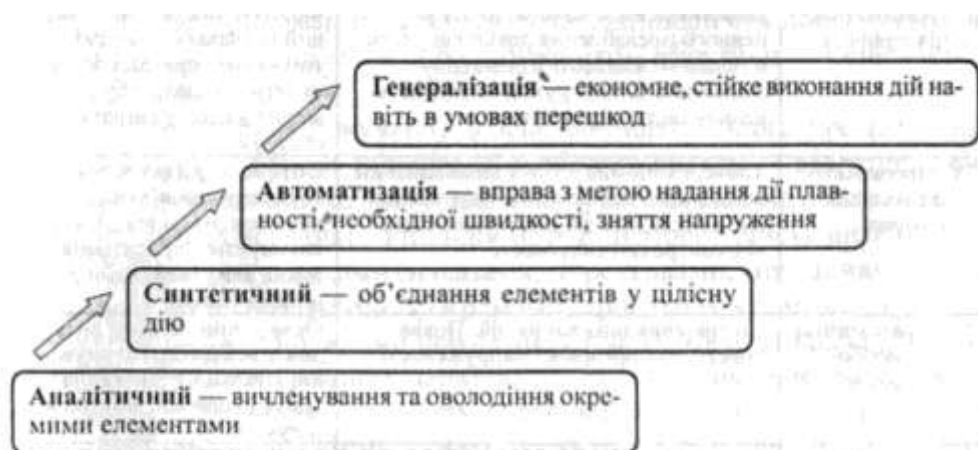 Генералізація — економне, стійке виконання дій на-
віть в умовах перешкод
Автоматизація — вправа з метою надання дії плав-
ності, необхідної швидкості, зняття напруження
Синтетичний — об’єднання елементів у цілісну
дію
Аналітичний — вичленування та оволодіння окре-
мими елементами